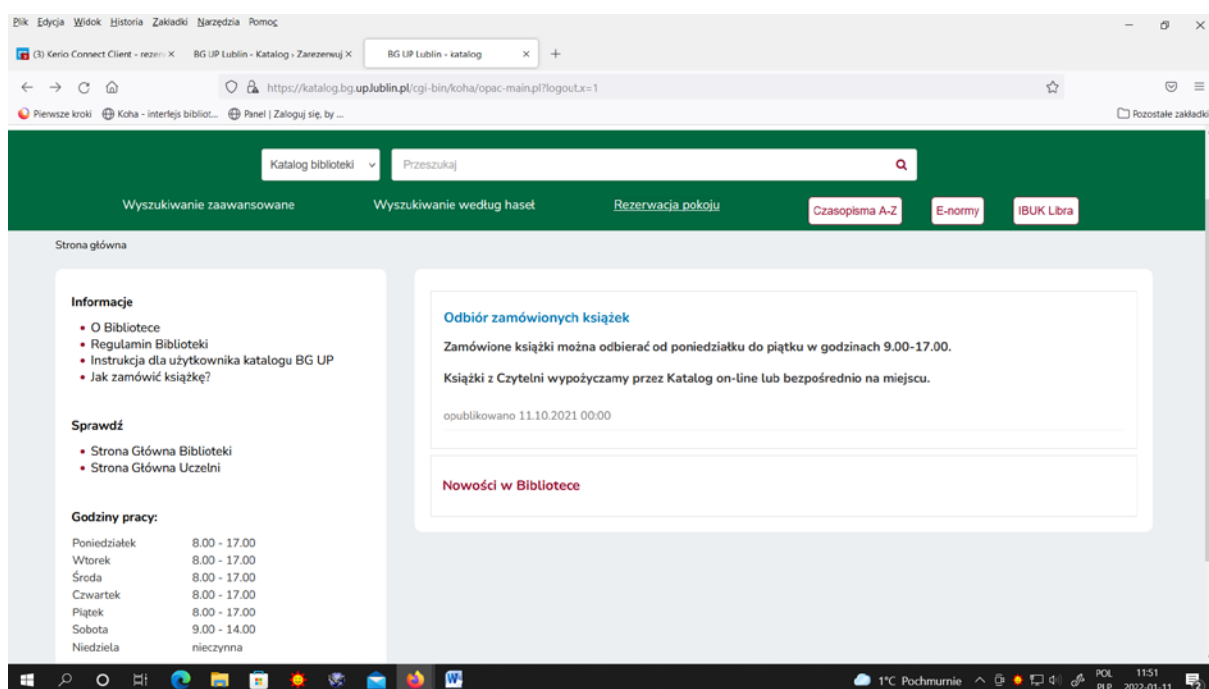 Plik Edycja Widok Historia Zakładki Narzędzia Pomoc
(3) Kerio Connect Client - rezerv BG UP Lublin - Katalog › Zarezerwuj BG UP Lublin - katalog
https://katalog.bg.up.lublin.pl/cgi-bin/koha/opac-main.pl?logout.x=1
Pierwsze kroki Koha - interfejs bibliot... Panel | Zaloguj się, by ... Pozostałe zakładki
Katalog biblioteki Przeszukaj
Wyszukiwanie zaawansowane Wyszukiwanie według haseł Rezerwacja pokoju Czasopisma A-Z E-normy IBUK Libra
Strona główna
Informacje
• O Bibliotece
• Regulamin Biblioteki
• Instrukcja dla użytkownika katalogu BG UP
• Jak zamówić książkę?
Sprawdź
• Strona Główna Biblioteki
• Strona Główna Uczelni
Godziny pracy:
Poniedziałek 8.00 - 17.00
Wtorek 8.00 - 17.00
Środa 8.00 - 17.00
Czwartek 8.00 - 17.00
Piątek 8.00 - 17.00
Sobota 9.00 - 14.00
Niedziela nieczynna
Odbiór zamówionych książek
Zamówione książki można odbierać od poniedziałku do piątku w godzinach 9.00-17.00.
Książki z Czytelni wypożyczamy przez Katalog on-line lub bezpośrednio na miejscu.
opublikowano 11.10.2021 00:00
Nowości w Bibliotece
1°C Pochmurnie POL 11:51
PLP 2022-01-11